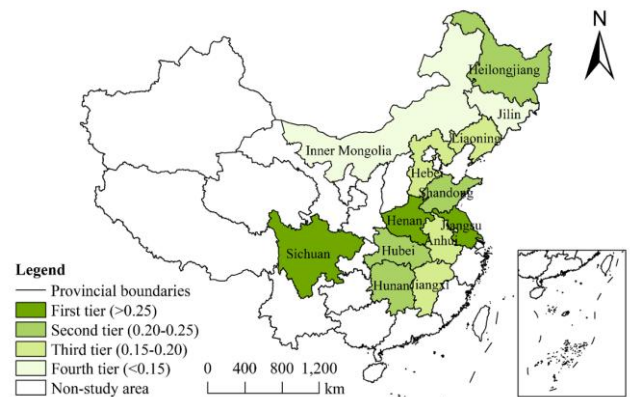 N
Heilongjiang
Jilin
Inner Mongolia
Liaoning
Hebei
Shandong
Henan
Jiangsu
Anhui
Sichuan
Hubei
Hunan
Jiangxi
Legend
Provincial boundaries
First tier (>0.25)
Second tier (0.20-0.25)
Third tier (0.15-0.20)
Fourth tier (<0.15)
Non-study area
0 400 800 1,200
km